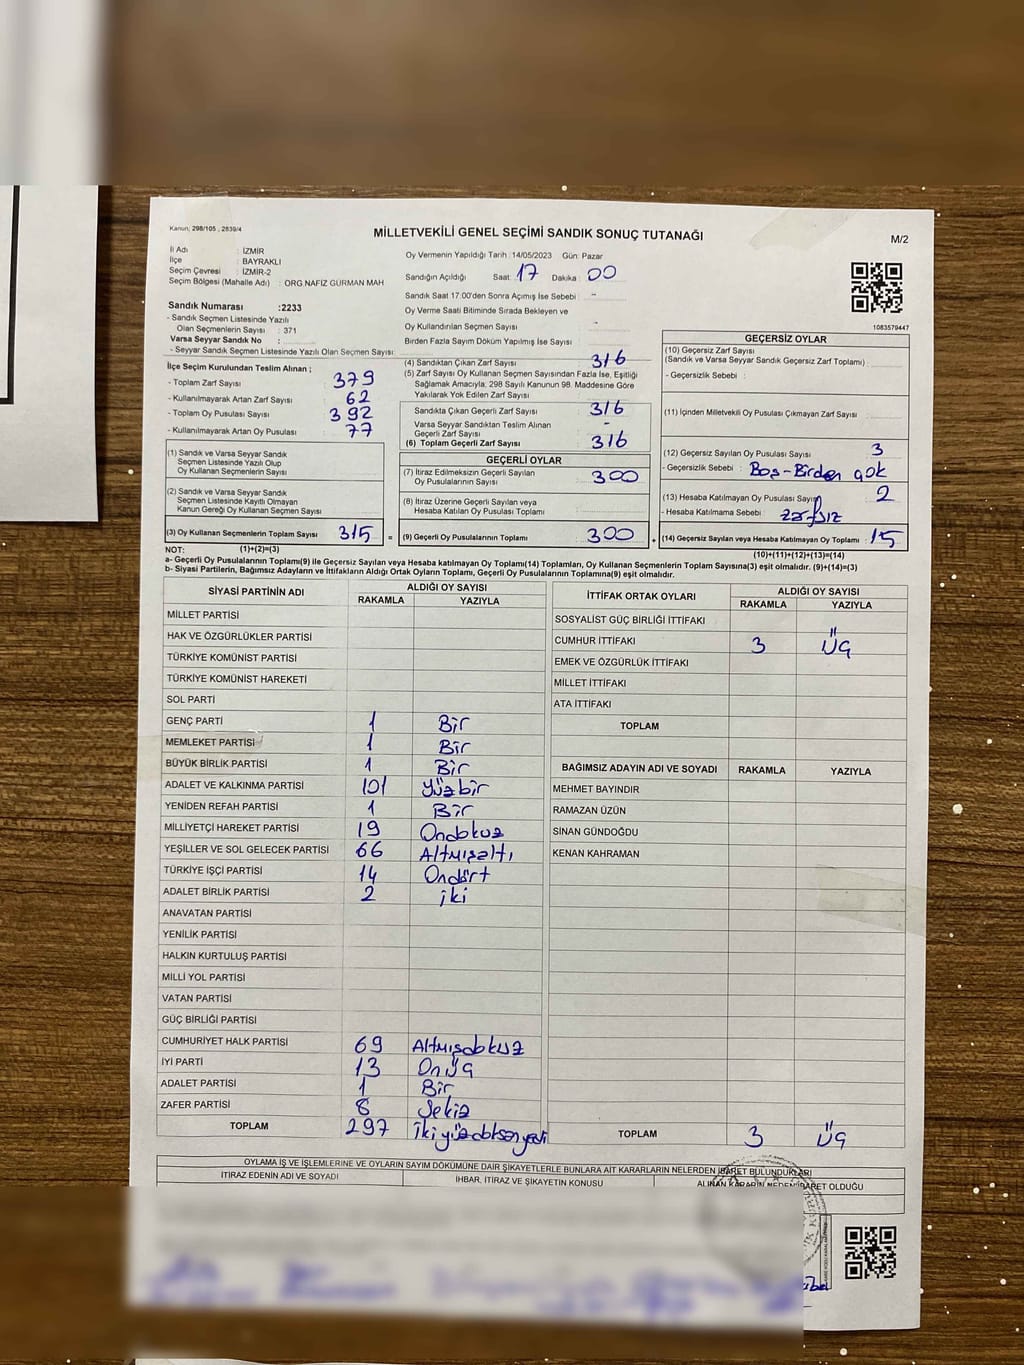 Kanun, 298/105 , 2839/4
MİLLETVEKİLİ GENEL SEÇİMİ SANDIK SONUÇ TUTANAĞI
M/2
İl Adı : İZMİR
İlçe : BAYRAKLI
Seçim Çevresi : İZMİR-2
Seçim Bölgesi (Mahalle Adı) : ORG.NAFİZ GÜRMAN MAH
Sandık Numarası :2233
- Sandık Seçmen Listesinde Yazılı
Olan Seçmenlerin Sayısı : 371
Varsa Seyyar Sandık No :
- Seyyar Sandık Seçmen Listesinde Yazılı Olan Seçmen Sayısı:
Oy Vermenin Yapıldığı Tarih :14/05/2023 Gün: Pazar
Sandığın Açıldığı Saat: 17 Dakika: 00
Sandık Saat 17.00'den Sonra Açılmış İse Sebebi : -
Oy Verme Saati Bitiminde Sırada Bekleyen ve
Oy Kullandırılan Seçmen Sayısı : -
Birden Fazla Sayım Döküm Yapılmış İse Sayısı :
1083579447
İlçe Seçim Kurulundan Teslim Alınan ;
- Toplam Zarf Sayısı : 379
- Kullanılmayarak Artan Zarf Sayısı : 62
- Toplam Oy Pusulası Sayısı : 392
- Kullanılmayarak Artan Oy Pusulası : 77
(4) Sandıktan Çıkan Zarf Sayısı : 316
(5) Zarf Sayısı Oy Kullanan Seçmen Sayısından Fazla İse, Eşitliği
Sağlamak Amacıyla; 298 Sayılı Kanunun 98. Maddesine Göre
Yakılarak Yok Edilen Zarf Sayısı :
Sandıkta Çıkan Geçerli Zarf Sayısı : 316
Varsa Seyyar Sandıktan Teslim Alınan
Geçerli Zarf Sayısı : -
(6) Toplam Geçerli Zarf Sayısı : 316
GEÇERSİZ OYLAR
(10) Geçersiz Zarf Sayısı
(Sandık ve Varsa Seyyar Sandık Geçersiz Zarf Toplamı) :
- Geçersizlik Sebebi :
(11) İçinden Milletvekili Oy Pusulası Çıkmayan Zarf Sayısı :
(12) Geçersiz Sayılan Oy Pusulası Sayısı : 3
- Geçersizlik Sebebi : Boş-Birden çok
(13) Hesaba Katılmayan Oy Pusulası Sayısı : 2
- Hesaba Katılmama Sebebi : zarfsız
(14) Geçersiz Sayılan veya Hesaba Katılmayan Oy Toplamı : 15
(10)+(11)+(12)+(13)=(14)
(1) Sandık ve Varsa Seyyar Sandık
Seçmen Listesinde Yazılı Olup
Oy Kullanan Seçmenlerin Sayısı :
(2) Sandık ve Varsa Seyyar Sandık
Seçmen Listesinde Kayıtlı Olmayan
Kanun Gereği Oy Kullanan Seçmen Sayısı :
(3) Oy Kullanan Seçmenlerin Toplam Sayısı : 315
(1)+(2)=(3)
GEÇERLİ OYLAR
(7) İtiraz Edilmeksizin Geçerli Sayılan
Oy Pusulalarının Sayısı : 300
(8) İtiraz Üzerine Geçerli Sayılan veya
Hesaba Katılan Oy Pusulası Toplamı :
= (9) Geçerli Oy Pusulalarının Toplamı : 300 +
NOT:
a- Geçerli Oy Pusulalarının Toplamı(9) ile Geçersiz Sayılan veya Hesaba katılmayan Oy Toplamı(14) Toplamları, Oy Kullanan Seçmenlerin Toplam Sayısına(3) eşit olmalıdır. (9)+(14)=(3)
b- Siyasi Partilerin, Bağımsız Adayların ve İttifakların Aldığı Ortak Oyların Toplamı, Geçerli Oy Pusulalarının Toplamına(9) eşit olmalıdır.
SİYASİ PARTİNİN ADI ALDIĞI OY SAYISI
RAKAMLA YAZIYLA
MİLLET PARTİSİ
HAK VE ÖZGÜRLÜKLER PARTİSİ
TÜRKİYE KOMÜNİST PARTİSİ
TÜRKİYE KOMÜNİST HAREKETİ
SOL PARTİ
GENÇ PARTİ 1 Bir
MEMLEKET PARTİSİ 1 Bir
BÜYÜK BİRLİK PARTİSİ 1 Bir
ADALET VE KALKINMA PARTİSİ 101 Yüzbir
YENİDEN REFAH PARTİSİ 1 Bir
MİLLİYETÇİ HAREKET PARTİSİ 19 Ondokuz
YEŞİLLER VE SOL GELECEK PARTİSİ 66 Altmışaltı
TÜRKİYE İŞÇİ PARTİSİ 14 Ondört
ADALET BİRLİK PARTİSİ 2 iki
ANAVATAN PARTİSİ
YENİLİK PARTİSİ
HALKIN KURTULUŞ PARTİSİ
MİLLİ YOL PARTİSİ
VATAN PARTİSİ
GÜÇ BİRLİĞİ PARTİSİ
CUMHURİYET HALK PARTİSİ 69 Altmışdokuz
İYİ PARTİ 13 Onüç
ADALET PARTİSİ 1 Bir
ZAFER PARTİSİ 8 Sekiz
TOPLAM 297 ikiyüzdoksanyedi
İTTİFAK ORTAK OYLARI ALDIĞI OY SAYISI
RAKAMLA YAZIYLA
SOSYALİST GÜÇ BİRLİĞİ İTTİFAKI
CUMHUR İTTİFAKI 3 Üç
EMEK VE ÖZGÜRLÜK İTTİFAKI
MİLLET İTTİFAKI
ATA İTTİFAKI
TOPLAM
BAĞIMSIZ ADAYIN ADI VE SOYADI RAKAMLA YAZIYLA
MEHMET BAYINDIR
RAMAZAN ÜZÜN
SİNAN GÜNDOĞDU
KENAN KAHRAMAN
TOPLAM 3 Üç
OYLAMA İŞ VE İŞLEMLERİNE VE OYLARIN SAYIM DÖKÜMÜNE DAİR ŞİKAYETLERLE BUNLARA AİT KARARLARIN NELERDEN İBARET BULUNDUKLARI
İTİRAZ EDENİN ADI VE SOYADI İHBAR, İTİRAZ VE ŞİKAYETİN KONUSU ALINAN KARARIN NEDEN İBARET OLDUĞU